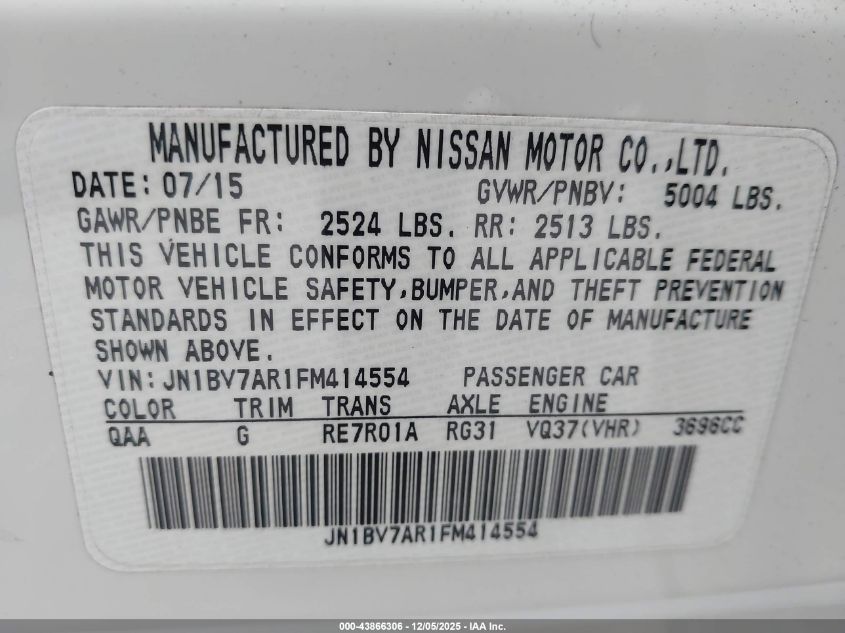 MANUFACTURED BY NISSAN MOTOR CO.,LTD.
DATE: 07/15 GVWR/PNBV: 5004 LBS.
GAWR/PNBE FR: 2524 LBS. RR: 2513 LBS.
THIS VEHICLE CONFORMS TO ALL APPLICABLE FEDERAL
MOTOR VEHICLE SAFETY,BUMPER,AND THEFT PREVENTION
STANDARDS IN EFFECT ON THE DATE OF MANUFACTURE
SHOWN ABOVE.
VIN:JN1BV7AR1FM414554 PASSENGER CAR
COLOR TRIM TRANS AXLE ENGINE
QAA G RE7R01A RG31 VQ37(VHR) 3696CC
JN1BV7AR1FM414554
000-43866306 - 12/05/2025 - IAA Inc.